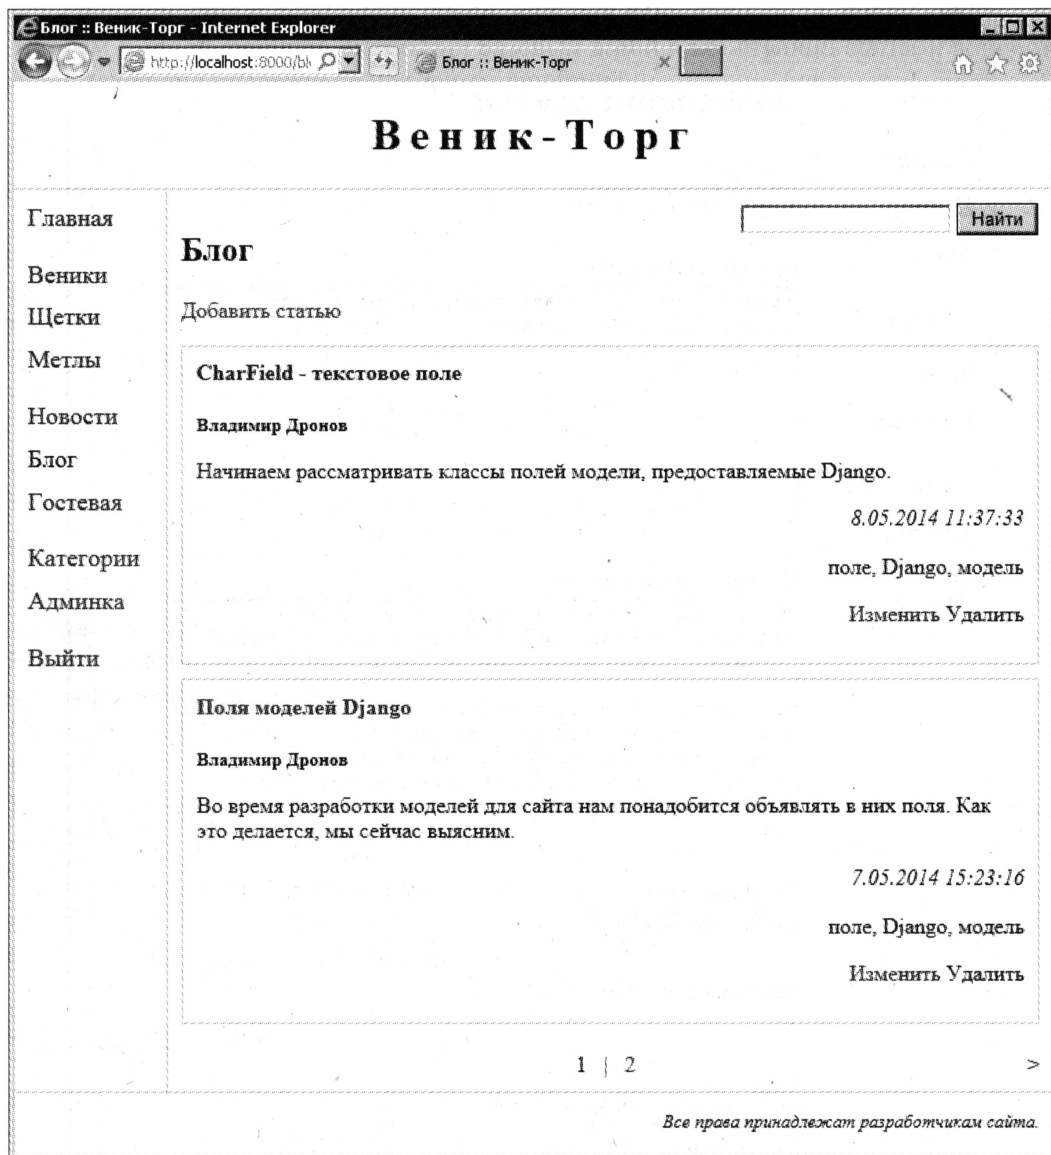 Блог :: Веник-Торг - Internet Explorer
http://localhost:8000/bl
Блог :: Веник-Торг
Веник-Торг
Найти
Главная
Веники
Щетки
Метлы
Новости
Блог
Гостевая
Категории
Админка
Выйти
Блог
Добавить статью
CharField - текстовое поле
Владимир Дронов
Начинаем рассматривать классы полей модели, предоставляемые Django.
8.05.2014 11:37:33
поле, Django, модель
Изменить Удалить
Поля моделей Django
Владимир Дронов
Во время разработки моделей для сайта нам понадобится объявлять в них поля. Как
это делается, мы сейчас выясним.
7.05.2014 15:23:16
поле, Django, модель
Изменить Удалить
1 | 2 >
Все права принадлежат разработчикам сайта.